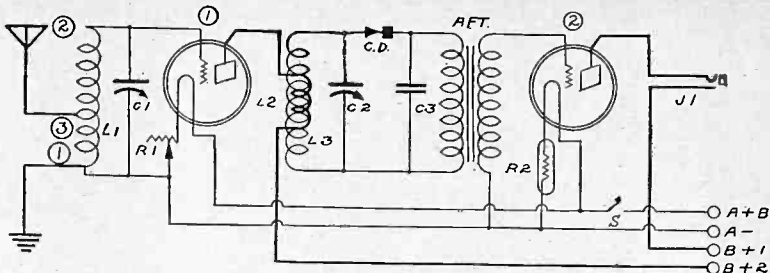 ① A.F.T. ②
② C.D.
C1 L2 C2 C3 J1
③ L1 L3
① R1 R2
S A+B
A-
B+1
B+2